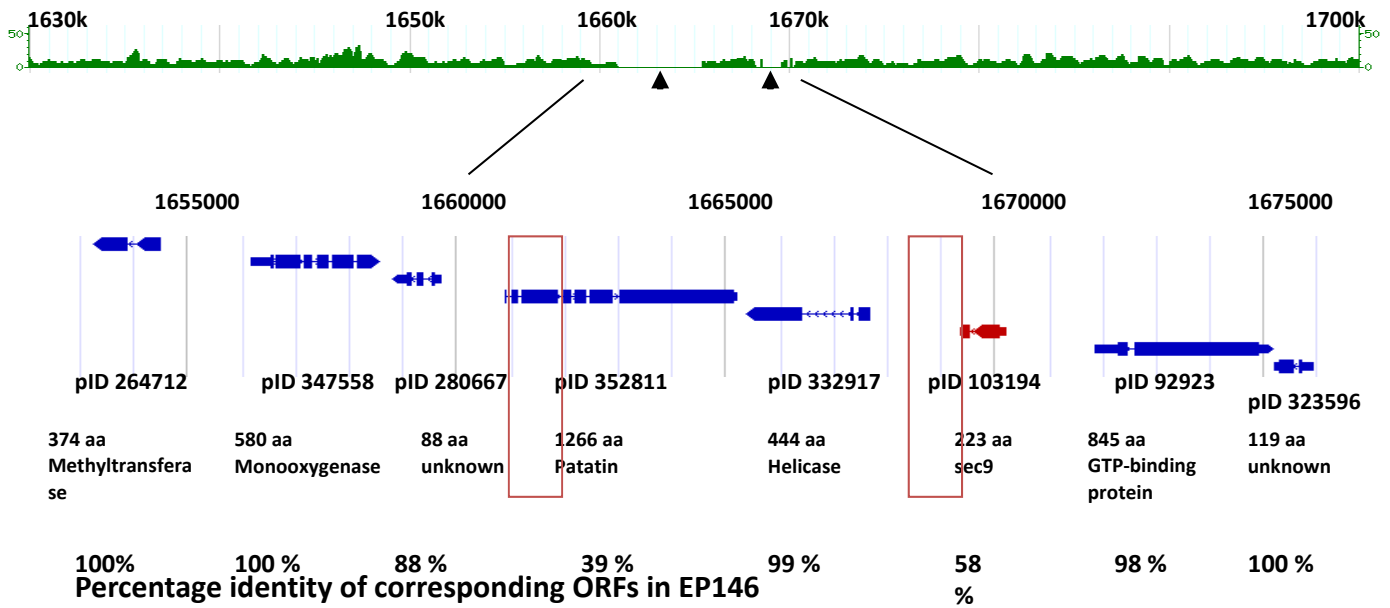 1630k 1650k 1660k 1670k 1700k
50 50
0 0
1655000 1660000 1665000 1670000 1675000
pID 264712 pID 347558 pID 280667 pID 352811 pID 332917 pID 103194 pID 92923
pID 323596
374 aa 580 aa 88 aa 1266 aa 444 aa 223 aa 845 aa 119 aa
Methyltransfera Monooxygenase unknown Patatin Helicase sec9 GTP-binding unknown
se protein
100% 100 % 88 % 39 % 99 % 58 98 % 100 %
%
Percentage identity of corresponding ORFs in EP146